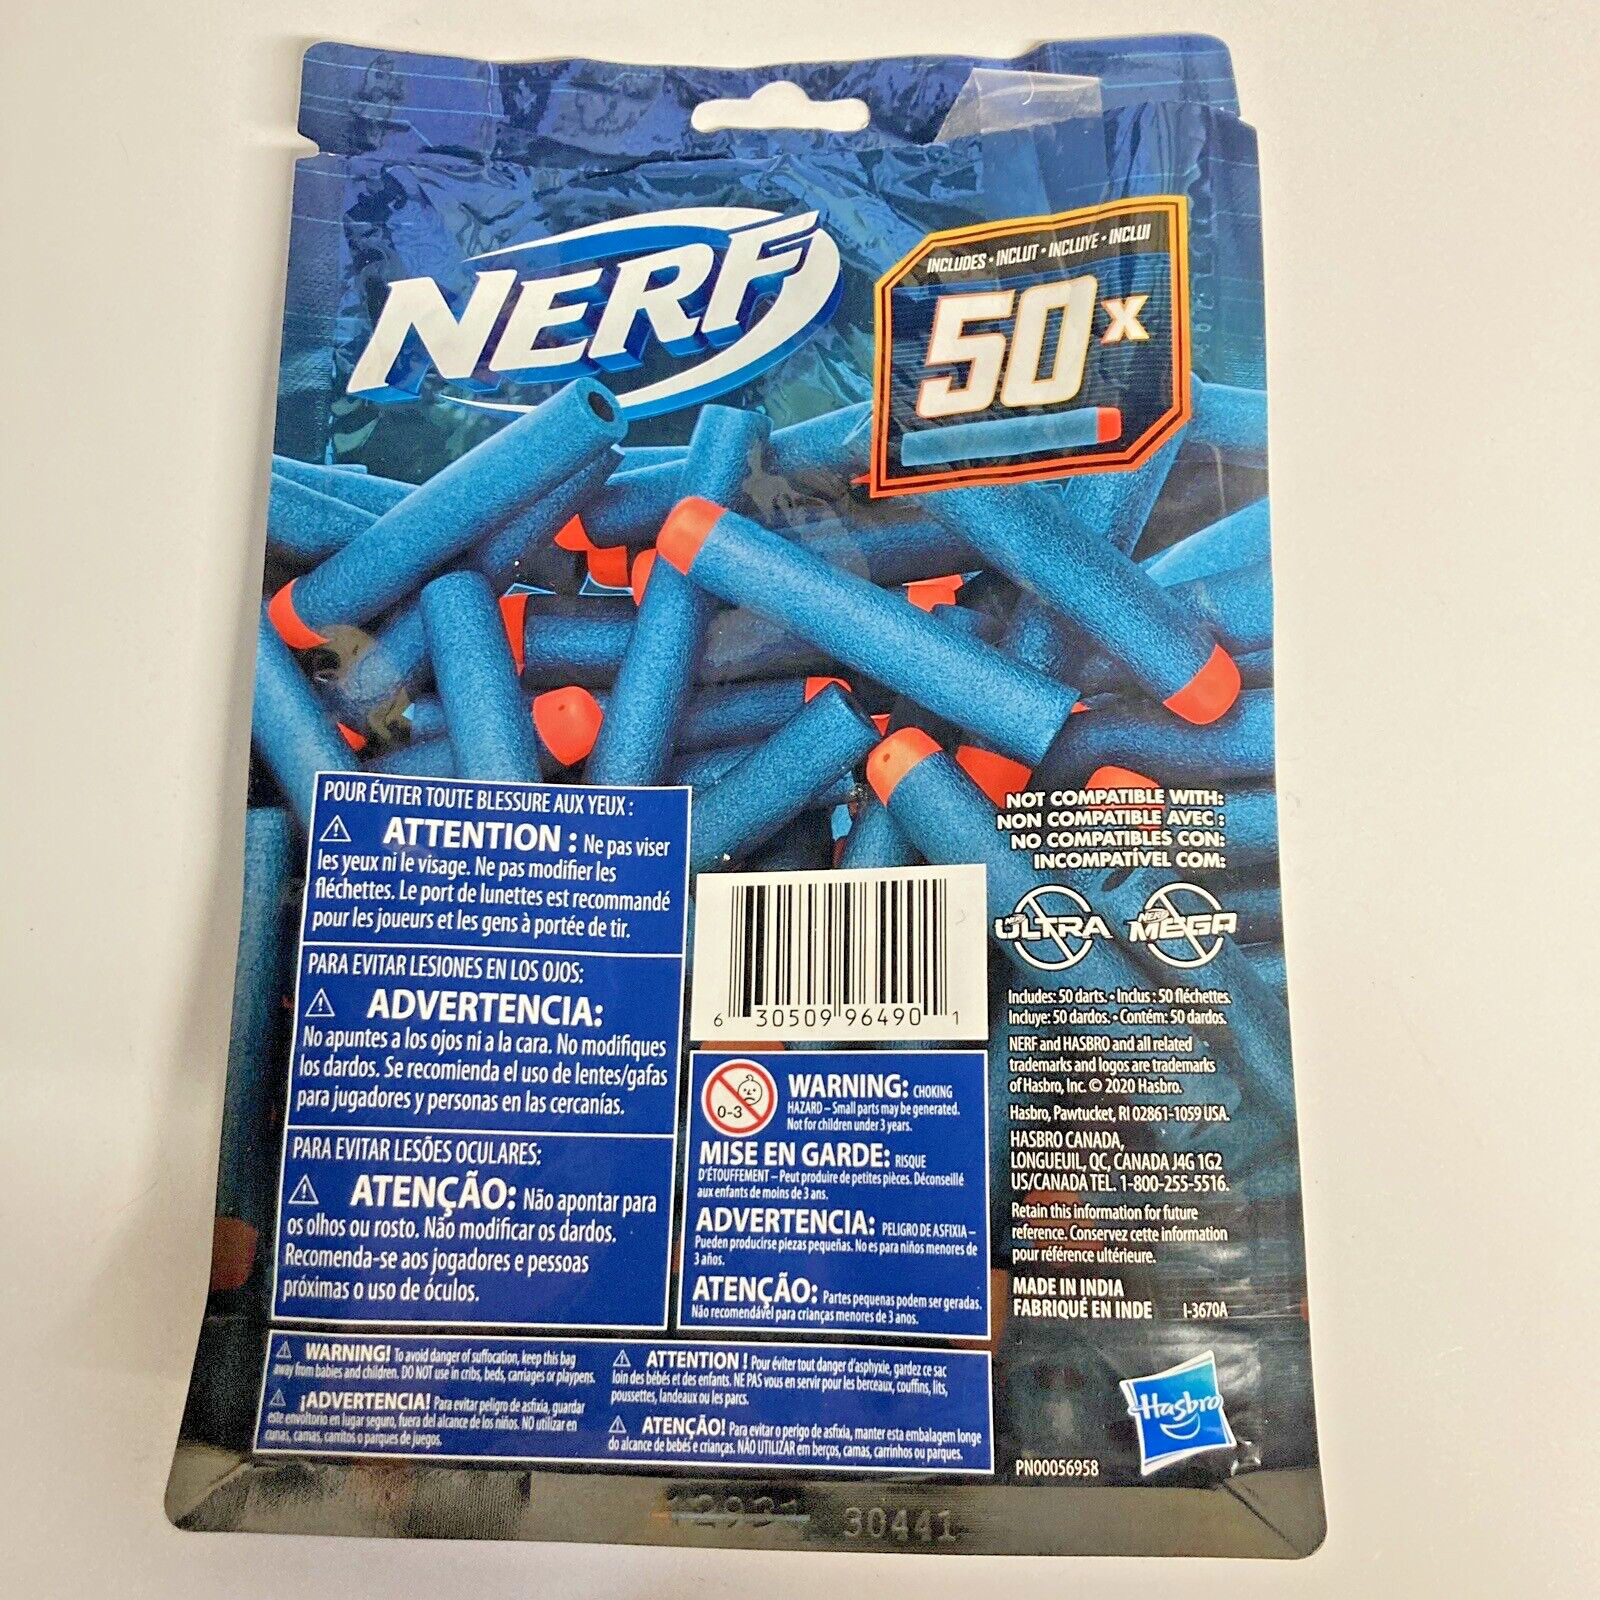 NERF
INCLUDES • INCLUT • INCLUYE • INCLUI
50x
POUR ÉVITER TOUTE BLESSURE AUX YEUX :
ATTENTION : Ne pas viser
les yeux ni le visage. Ne pas modifier les
fléchettes. Le port de lunettes est recommandé
pour les joueurs et les gens à portée de tir.
PARA EVITAR LESIONES EN LOS OJOS:
ADVERTENCIA:
No apuntes a los ojos ni a la cara. No modifiques
los dardos. Se recomienda el uso de lentes/gafas
para jugadores y personas en las cercanías.
PARA EVITAR LESÕES OCULARES:
ATENÇÃO: Não apontar para
os olhos ou rosto. Não modificar os dardos.
Recomenda-se aos jogadores e pessoas
próximas o uso de óculos.
6 30509 96490 1
0-3
WARNING: CHOKING
HAZARD – Small parts may be generated.
Not for children under 3 years.
MISE EN GARDE: RISQUE
D'ÉTOUFFEMENT – Peut produire de petites pièces. Déconseillé
aux enfants de moins de 3 ans.
ADVERTENCIA: PELIGRO DE ASFIXIA –
Pueden producirse piezas pequeñas. No es para niños menores de
3 años.
ATENÇÃO: Partes pequenas podem ser geradas.
Não recomendável para crianças menores de 3 anos.
NOT COMPATIBLE WITH:
NON COMPATIBLE AVEC :
NO COMPATIBLES CON:
INCOMPATÍVEL COM:
NERF ULTRA NERF MEGA
Includes: 50 darts. • Inclus : 50 fléchettes.
Incluye: 50 dardos. • Contém: 50 dardos.
NERF and HASBRO and all related
trademarks and logos are trademarks
of Hasbro, Inc. © 2020 Hasbro.
Hasbro, Pawtucket, RI 02861-1059 USA.
HASBRO CANADA,
LONGUEUIL, QC, CANADA J4G 1G2
US/CANADA TEL. 1-800-255-5516.
Retain this information for future
reference. Conservez cette information
pour référence ultérieure.
MADE IN INDIA
FABRIQUÉ EN INDE I-3670A
WARNING! To avoid danger of suffocation, keep this bag
away from babies and children. DO NOT use in cribs, beds, carriages or playpens.
¡ADVERTENCIA! Para evitar peligro de asfixia, guardar
este envoltorio en lugar seguro, fuera del alcance de los niños. NO utilizar en
cunas, camas, carritos o parques de juegos.
ATTENTION ! Pour éviter tout danger d'asphyxie, gardez ce sac
loin des bébés et des enfants. NE PAS vous en servir pour les berceaux, couffins, lits,
poussettes, landeaux ou les parcs.
ATENÇÃO! Para evitar o perigo de asfixia, manter esta embalagem longe
do alcance de bebês e crianças. NÃO UTILIZAR em berços, camas, carrinhos ou parques.
Hasbro
PN00056958
30441